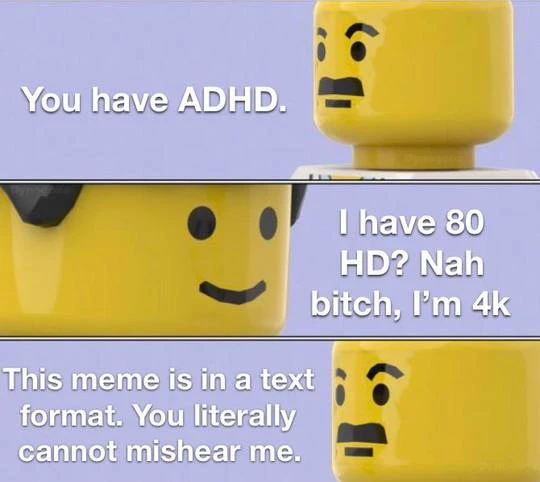 You have ADHD.
I have 80
HD? Nah
bitch, I'm 4k
This meme is in a text
format. You literally
cannot mishear me.